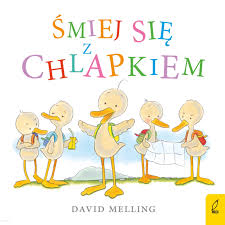 ŚMIEJ SIĘ
Z
CHLAPKIEM
DAVID MELLING